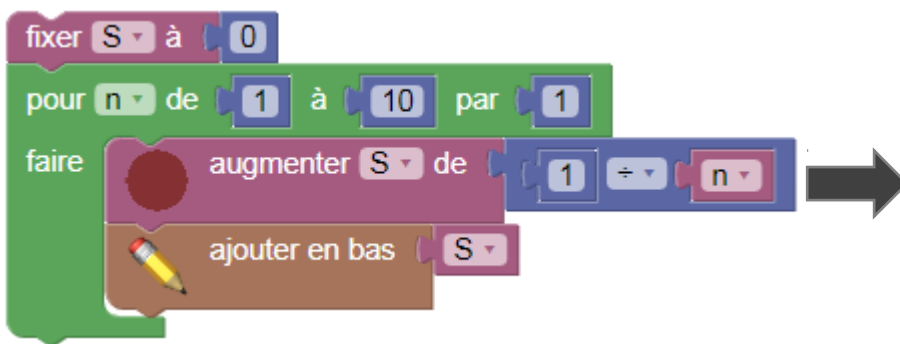 fixer S à 0
pour n de 1 à 10 par 1
faire augmenter S de 1 ÷ n
ajouter en bas S